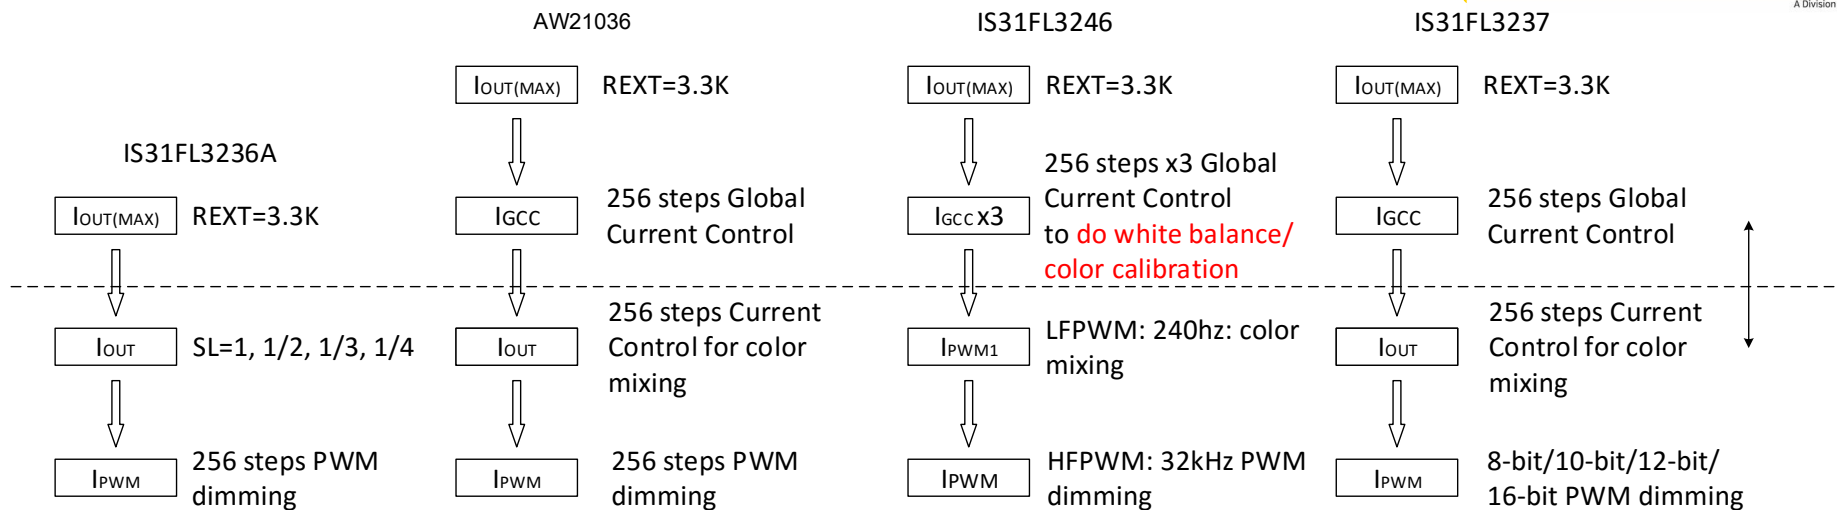 A Division
AW21036
IS31FL3246
IS31FL3237
IOUT(MAX) REXT=3.3K
IOUT(MAX) REXT=3.3K
IOUT(MAX) REXT=3.3K
IS31FL3236A
IOUT(MAX) REXT=3.3K
IGCC
256 steps Global
Current Control
IGCC x3
256 steps x3 Global
Current Control
to do white balance/
color calibration
IGCC
256 steps Global
Current Control
IOUT
SL=1, 1/2, 1/3, 1/4
IOUT
256 steps Current
Control for color
mixing
IPWM1
LFPWM: 240hz: color
mixing
IOUT
256 steps Current
Control for color
mixing
IPWM
256 steps PWM
dimming
IPWM
256 steps PWM
dimming
IPWM
HFPWM: 32kHz PWM
dimming
IPWM
8-bit/10-bit/12-bit/
16-bit PWM dimming